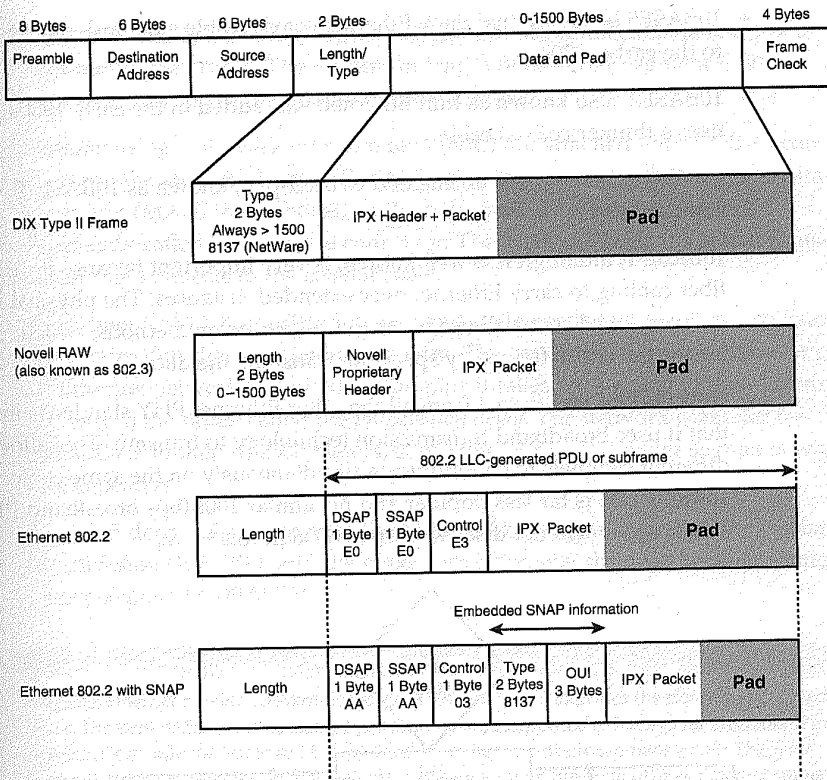 8 Bytes 6 Bytes 6 Bytes 2 Bytes 0-1500 Bytes 4 Bytes
Preamble
Destination
Address
Source
Address
Length/
Type
Data and Pad
Frame
Check
DIX Type II Frame
Type
2 Bytes
Always > 1500
8137 (NetWare)
IPX Header + Packet
Pad
Novell RAW
(also known as 802.3)
Length
2 Bytes
0–1500 Bytes
Novell
Proprietary
Header
IPX Packet
Pad
802.2 LLC-generated PDU or subframe
Ethernet 802.2
Length
DSAP
1 Byte
E0
SSAP
1 Byte
E0
Control
E3
IPX Packet
Pad
Embedded SNAP information
Ethernet 802.2 with SNAP
Length
DSAP
1 Byte
AA
SSAP
1 Byte
AA
Control
1 Byte
03
Type
2 Bytes
8137
OUI
3 Bytes
IPX Packet
Pad